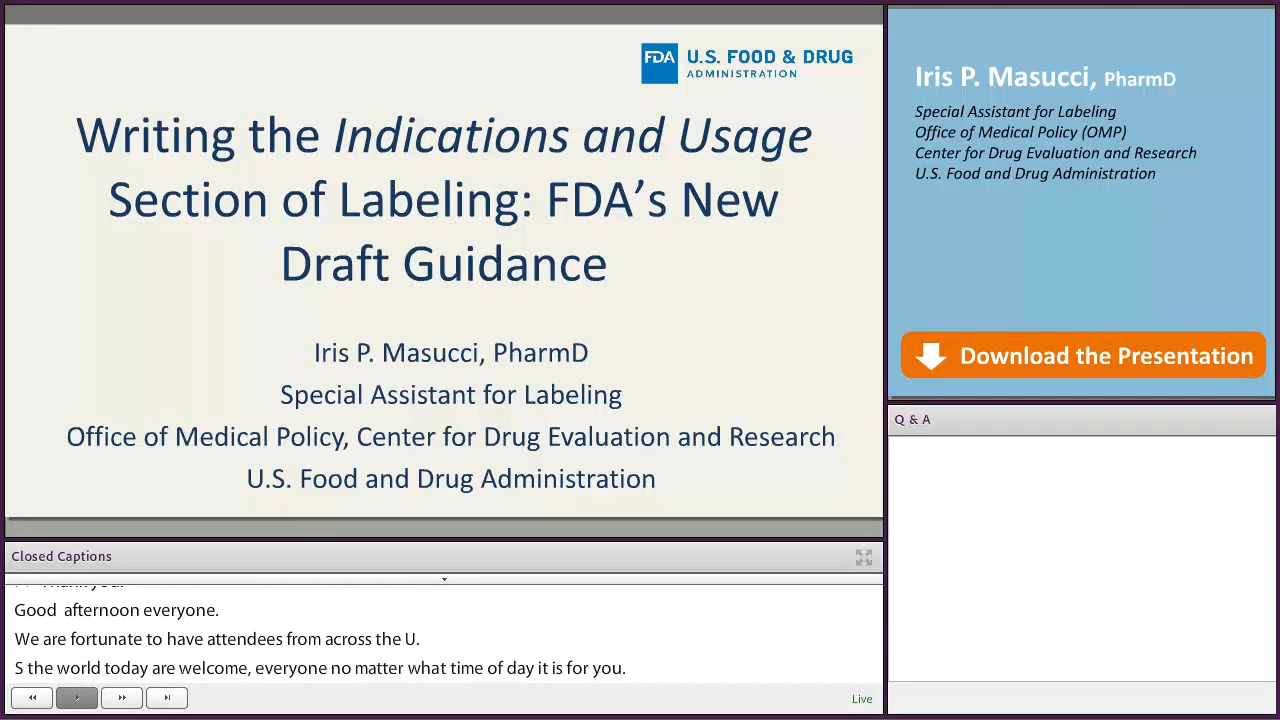 FDA U.S. FOOD & DRUG
ADMINISTRATION
Writing the Indications and Usage
Section of Labeling: FDA’s New
Draft Guidance
Iris P. Masucci, PharmD
Special Assistant for Labeling
Office of Medical Policy, Center for Drug Evaluation and Research
U.S. Food and Drug Administration
Iris P. Masucci, PharmD
Special Assistant for Labeling
Office of Medical Policy (OMP)
Center for Drug Evaluation and Research
U.S. Food and Drug Administration
Download the Presentation
Q & A
Closed Captions
Good afternoon everyone.
We are fortunate to have attendees from across the U.
S the world today are welcome, everyone no matter what time of day it is for you.
Live